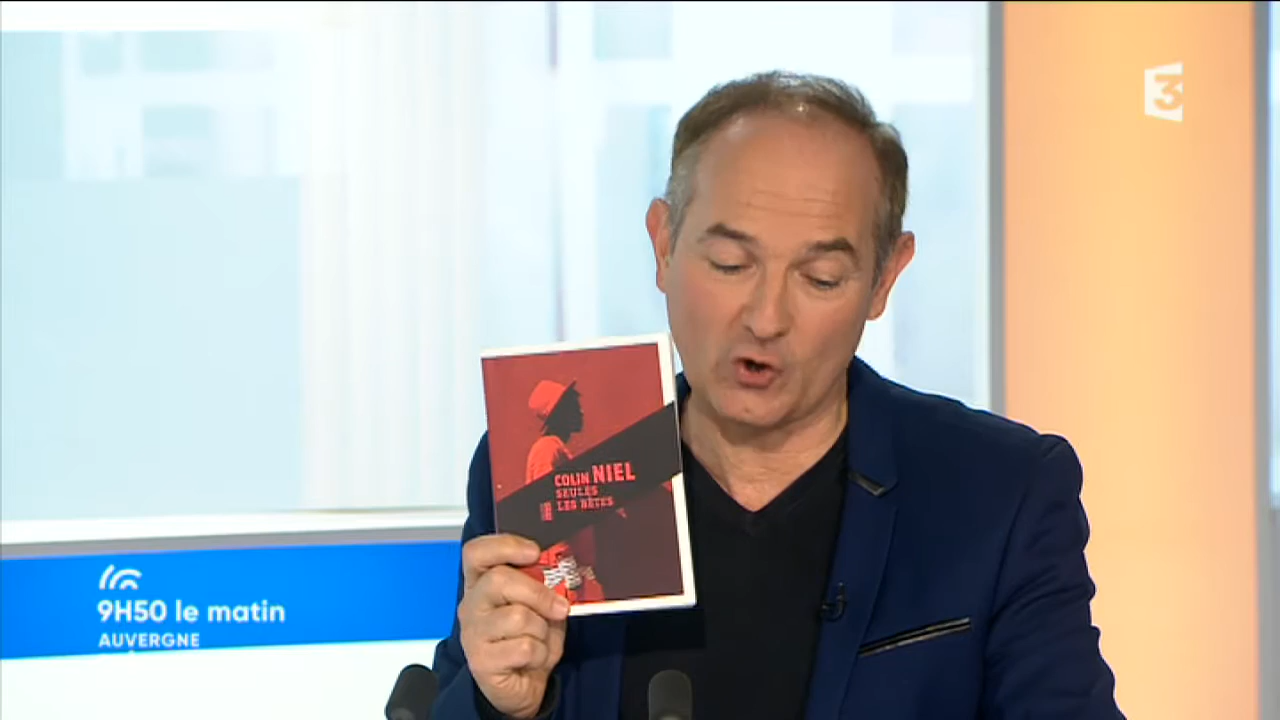 3
COLIN NIEL
SEULES
LES BÊTES
9H50 le matin
AUVERGNE